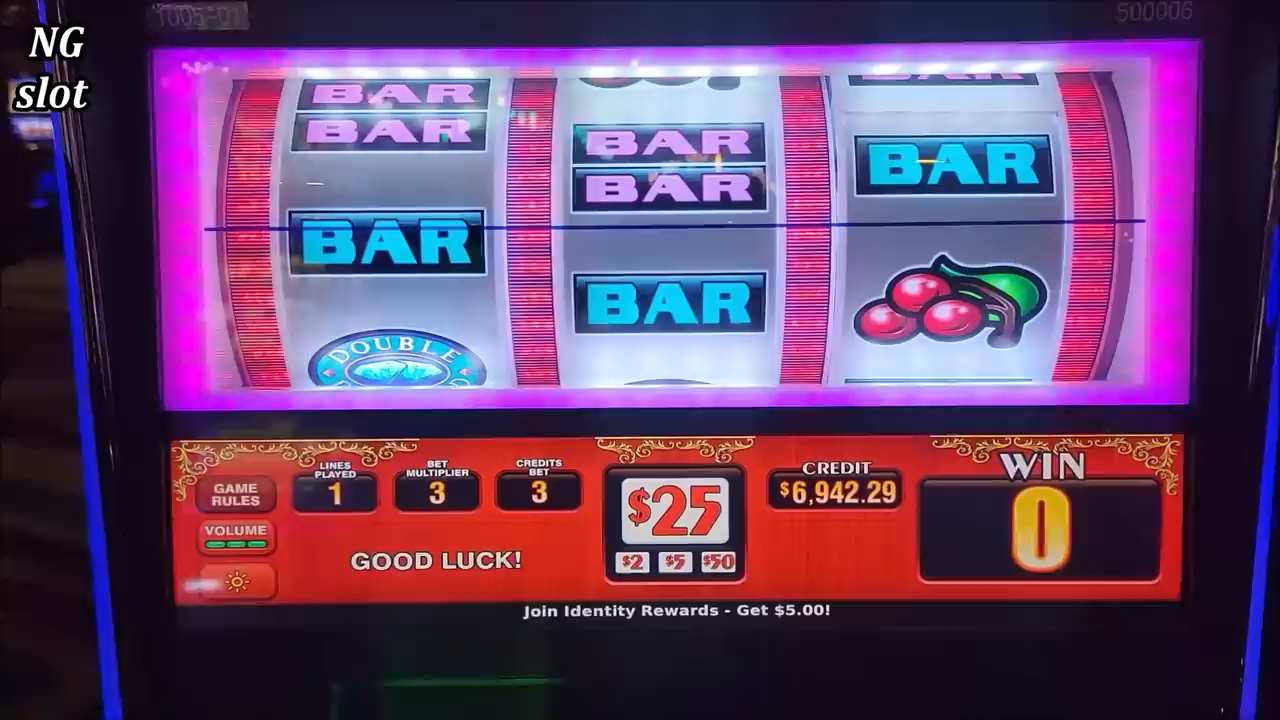 NG
slot
1005-01
500006
BAR
BAR
BAR
BAR
BAR
BAR
BAR
DOUBLE
LINES
PLAYED
1
BET
MULTIPLIER
3
CREDITS
BET
3
GAME
RULES
VOLUME
GOOD LUCK!
$25
$2 $5 $50
CREDIT
$6,942.29
WIN
0
Join Identity Rewards - Get $5.00!